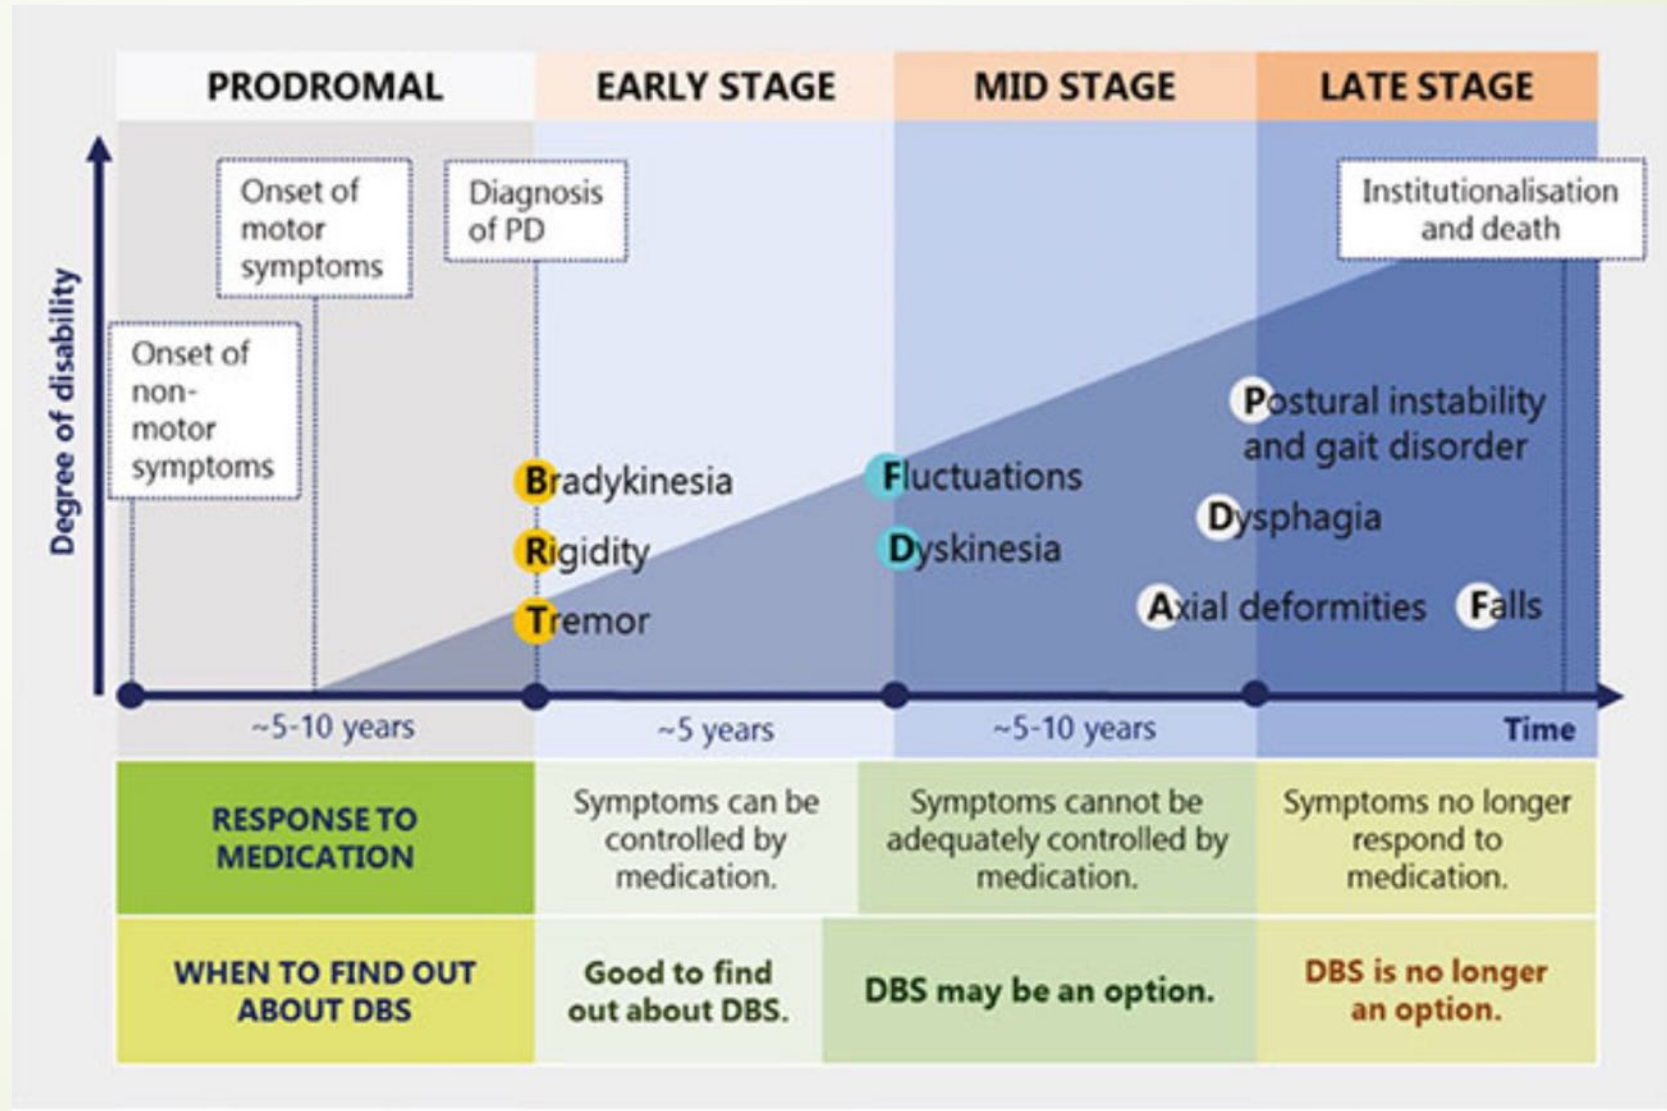 PRODROMAL
EARLY STAGE
MID STAGE
LATE STAGE
Degree of disability
Onset of
non-
motor
symptoms
Onset of
motor
symptoms
Diagnosis
of PD
Institutionalisation
and death
Bradykinesia
Rigidity
Tremor
Fluctuations
Dyskinesia
Postural instability
and gait disorder
Dysphagia
Axial deformities
Falls
~5-10 years
~5 years
~5-10 years
Time
RESPONSE TO
MEDICATION
Symptoms can be
controlled by
medication.
Symptoms cannot be
adequately controlled by
medication.
Symptoms no longer
respond to
medication.
WHEN TO FIND OUT
ABOUT DBS
Good to find
out about DBS.
DBS may be an option.
DBS is no longer
an option.